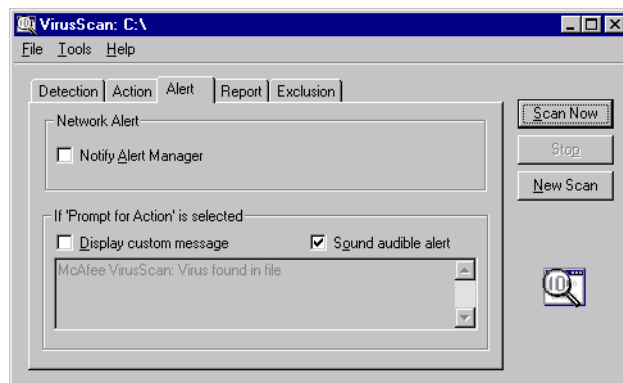 VirusScan: C:\
File Tools Help
Detection Action Alert Report Exclusion
Network Alert
Notify Alert Manager
If 'Prompt for Action' is selected
Display custom message Sound audible alert
McAfee VirusScan: Virus found in file
Scan Now
Stop
New Scan